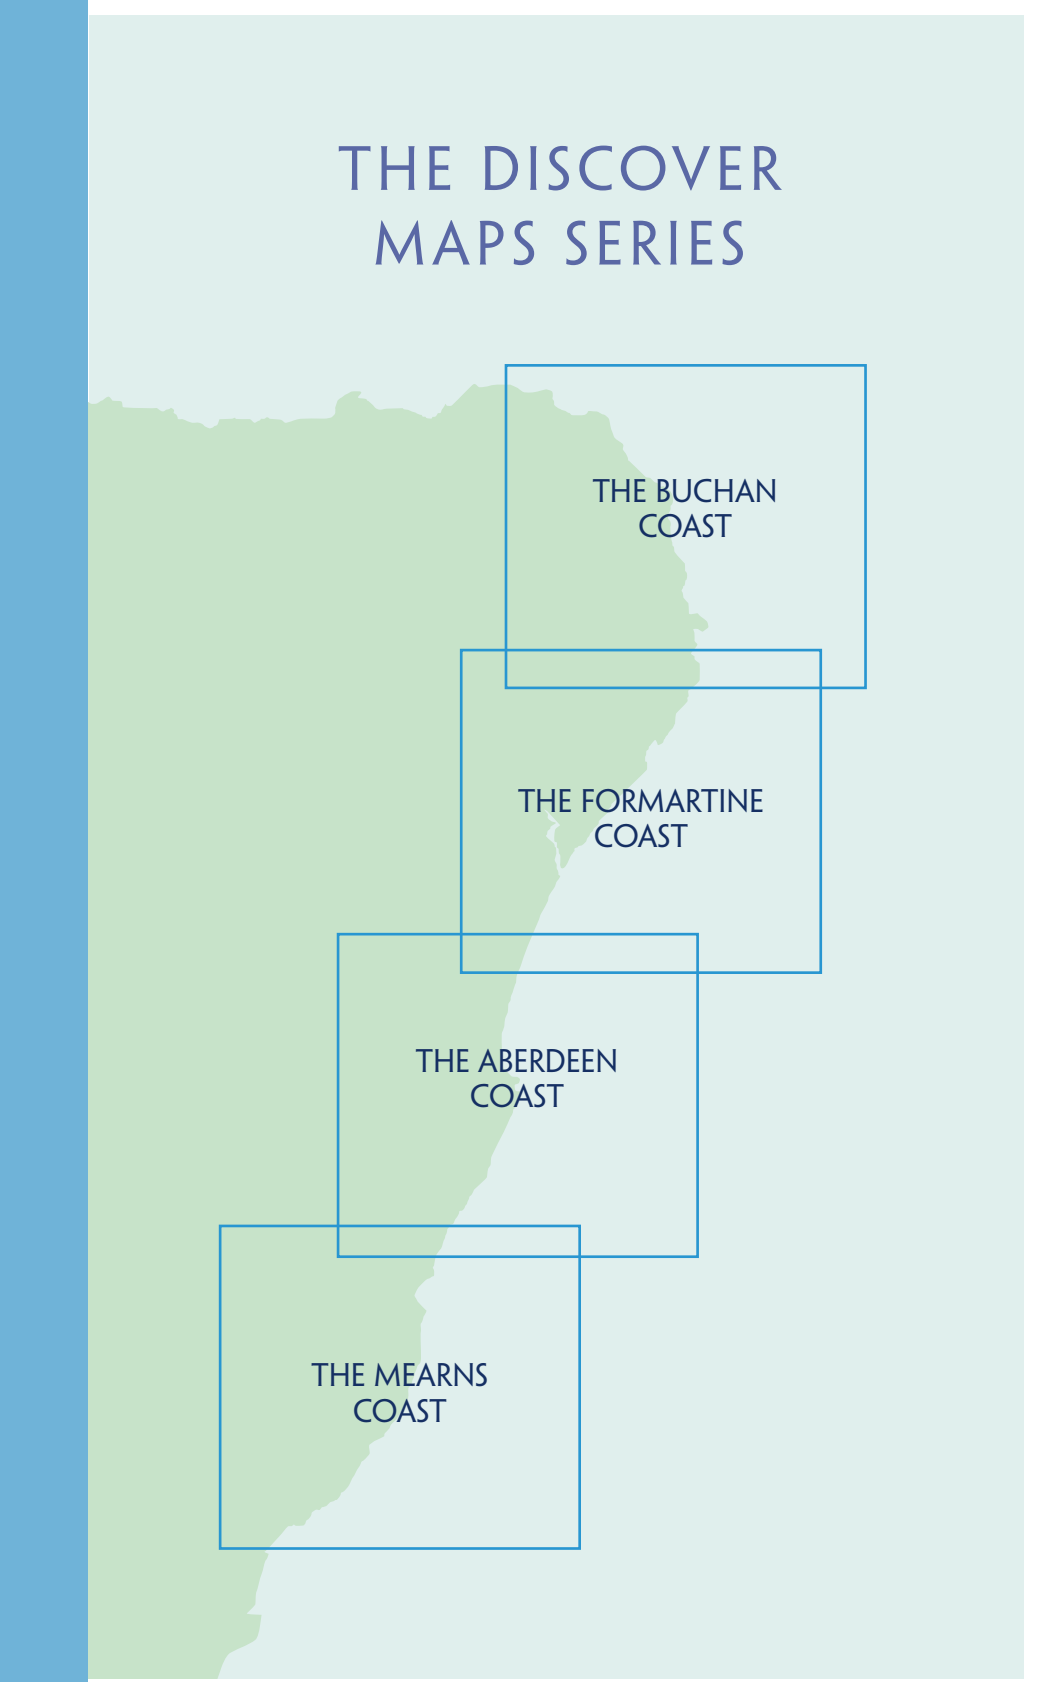 THE DISCOVER
MAPS SERIES
THE BUCHAN
COAST
THE FORMARTINE
COAST
THE ABERDEEN
COAST
THE MEARNS
COAST